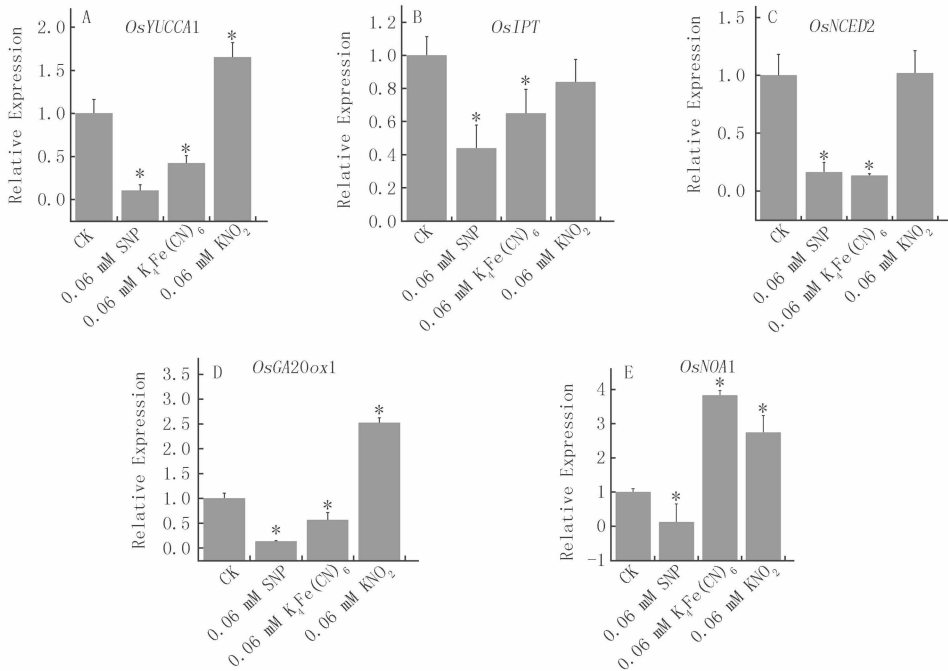 A
OsYUCCA1
Relative Expression
2.0
1.5
1.0
0.5
0.0
*
*
*
CK
0.06 mM SNP
0.06 mM K4Fe(CN)6
0.06 mM KNO2
B
OsIPT
Relative Expression
1.2
1.0
0.8
0.6
0.4
0.2
0.0
*
*
CK
0.06 mM SNP
0.06 mM K4Fe(CN)6
0.06 mM KNO2
C
OsNCED2
Relative Expression
1.0
0.5
0.0
*
*
CK
0.06 mM SNP
0.06 mM K4Fe(CN)6
0.06 mM KNO2
D
OsGA20ox1
Relative Expression
3.5
2.5
2.0
1.5
1.0
0.5
0.0
*
*
*
CK
0.06 mM SNP
0.06 mM K4Fe(CN)6
0.06 mM KNO2
E
OsNOA1
Relative Expression
4
3
2
1
0
-1
*
*
*
CK
0.06 mM SNP
0.06 mM K4Fe(CN)6
0.06 mM KNO2